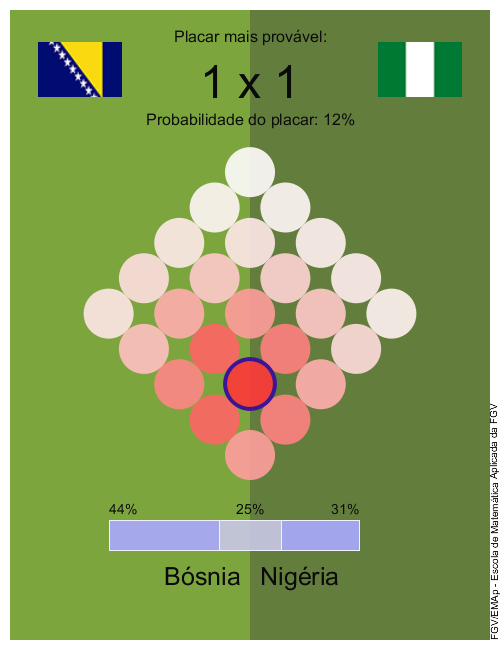 Placar mais provável:
1 x 1
Probabilidade do placar: 12%
44%
25%
31%
Bósnia
Nigéria
FGV/EMAp - Escola de Matemática Aplicada da FGV